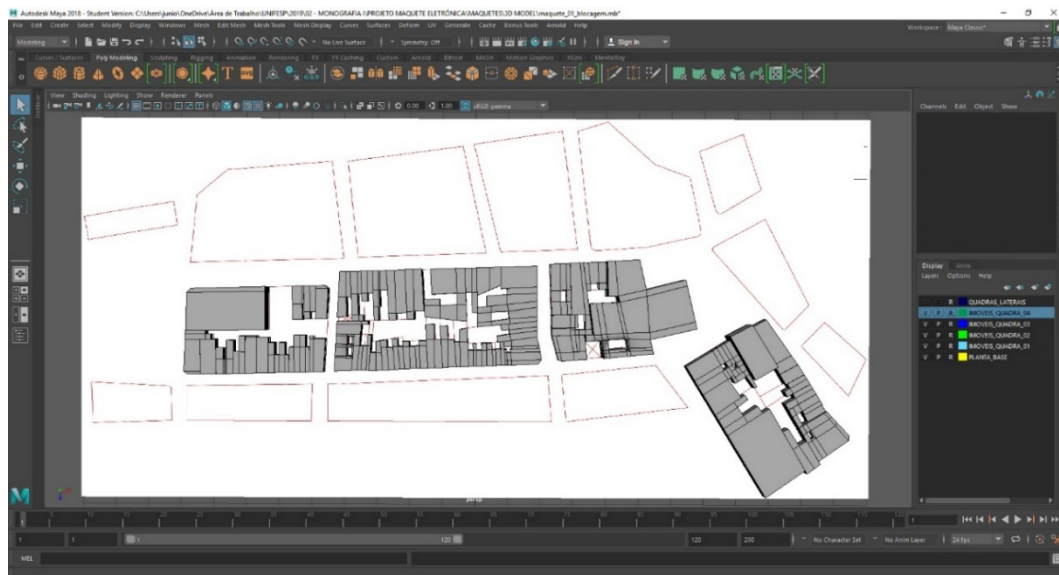 Autodesk Maya 2018 - Student Version: C:\Users\junio\OneDrive\Área de Trabalho\UNIFESP\2019\02 - MONOGRAFIA I\PROJETO MAQUETE ELETRÔNICA\MAQUETES\3D MODEL\maquete_01_blocagem.mb*
File Edit Create Select Modify Display Windows Mesh Edit Mesh Mesh Tools Mesh Display Curves Surfaces Deform UV Generate Cache Bonus Tools Arnold Help
Workspace: Maya Classic*
Modeling No Live Surface Symmetry: Off Sign In
Curves / Surfaces Poly Modeling Sculpting Rigging Animation Rendering FX FX Caching Custom Arnold Bifrost MASH Motion Graphics XGen
View Shading Lighting Show Renderer Panels
0.00 1.00 sRGB gamma
Channels Edit Object Show
persp
Display Anim
Layers Options Help
R QUADRAS_LATERAIS
V P R IMOVEIS_QUADRA_04
V P R IMOVEIS_QUADRA_03
V P R IMOVEIS_QUADRA_02
V P R IMOVEIS_QUADRA_01
V P R PLANTA_BASE
1
1 1 1 120 120 200 No Character Set No Anim Layer 24 fps
MEL